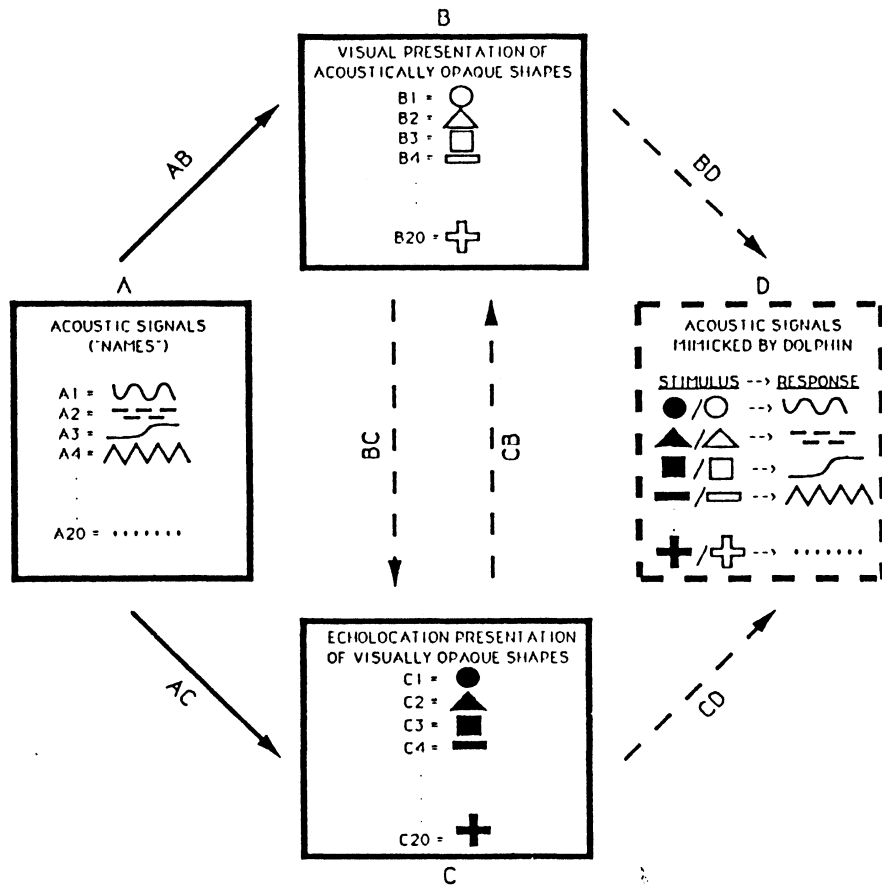 B
VISUAL PRESENTATION OF
ACOUSTICALLY OPAQUE SHAPES
B1 =
B2 =
B3 =
B4 =
B20 =
AB
BD
A
ACOUSTIC SIGNALS
("NAMES")
A1 =
A2 =
A3 =
A4 =
A20 =
BC
CB
D
ACOUSTIC SIGNALS
MIMICKED BY DOLPHIN
STIMULUS --> RESPONSE
/ -->
/ -->
/ -->
/ -->
/ -->
AC
CD
ECHOLOCATION PRESENTATION
OF VISUALLY OPAQUE SHAPES
C1 =
C2 =
C3 =
C4 =
C20 =
C